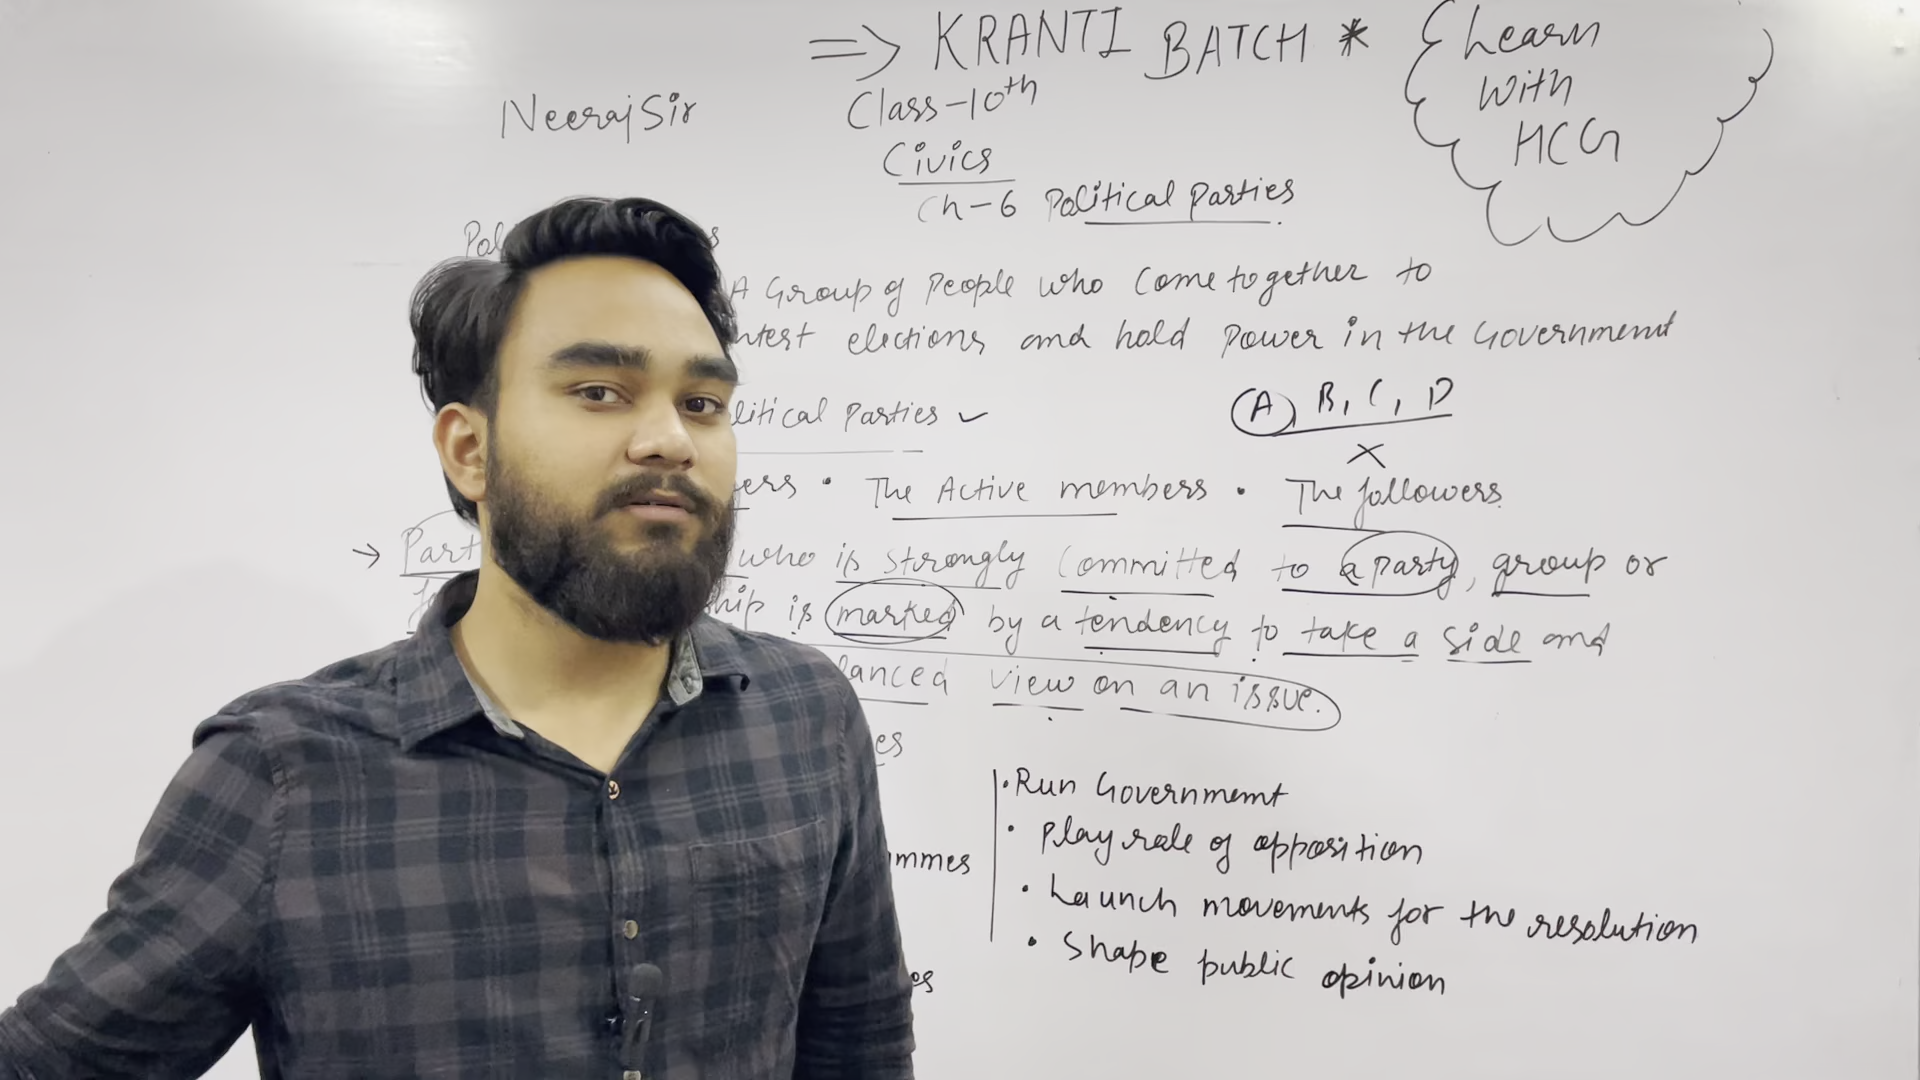 => KRANTI BATCH *
Learn
with
HCG
Neeraj Sir
Class-10th
Civics
Ch-6 Political Parties
A Group of People who come together to
elections and hold power in the Government
Parties ✓
A, B, C, D
X
• The Active members • The followers
→ who is strongly committed to a party, group or
is marked by a tendency to take a side and
view on an issue.
• Run Government
• Play role of opposition
• Launch movements for the resolution
• Shape public opinion